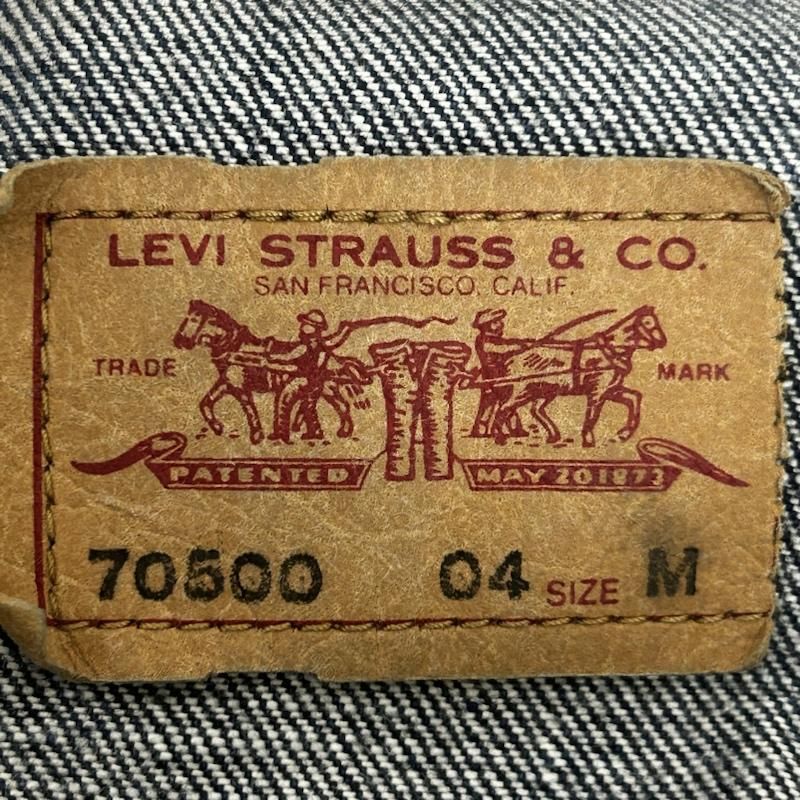 LEVI STRAUSS & CO.
SAN FRANCISCO, CALIF.
TRADE MARK
PATENTED MAY 20 1873
70500 04 SIZE M